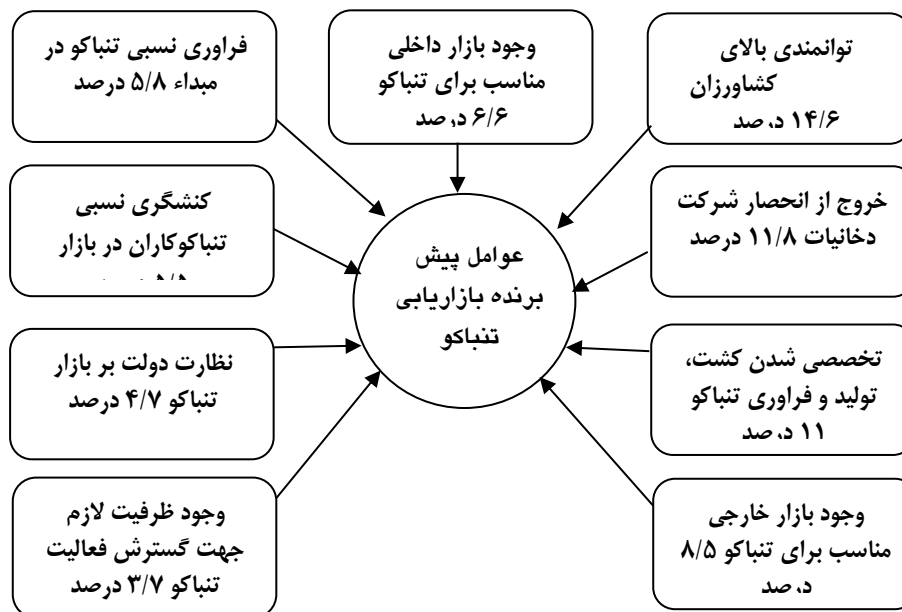 توانمندی بالای
کشاورزان
۱۴/۶ درصد
وجود بازار داخلی
مناسب برای تنباکو
۶/۶ درصد
فراوری نسبی تنباکو در
مبداء ۵/۸ درصد
خروج از انحصار شرکت
دخانیات ۱۱/۸ درصد
کنشگری نسبی
تنباکوکاران در بازار
عوامل پیش
برنده بازاریابی
تنباکو
تخصصی شدن کشت،
تولید و فراوری تنباکو
۱۱ درصد
نظارت دولت بر بازار
تنباکو ۴/۷ درصد
وجود بازار خارجی
مناسب برای تنباکو ۸/۵
درصد
وجود ظرفیت لازم
جهت گسترش فعالیت
تنباکو ۳/۷ درصد